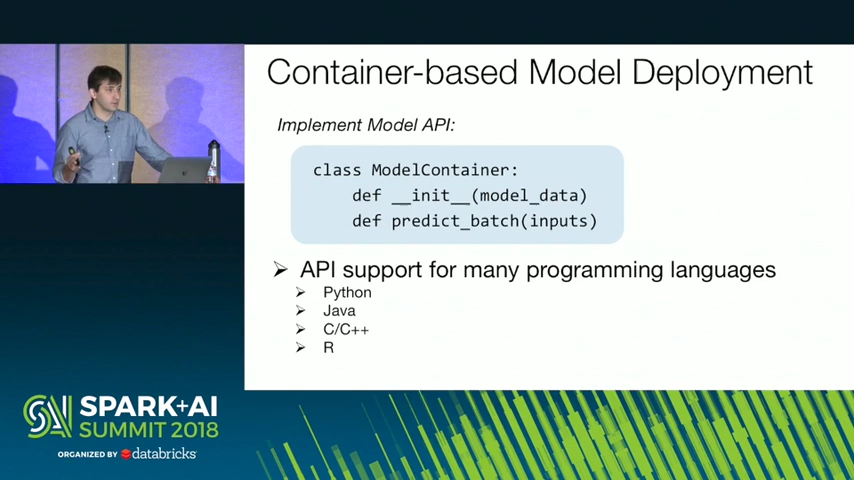 Container-based Model Deployment
Implement Model API:
class ModelContainer:
def __init__(model_data)
def predict_batch(inputs)
➢ API support for many programming languages
➢ Python
➢ Java
➢ C/C++
➢ R
SPARK+AI
SUMMIT 2018
ORGANIZED BY databricks